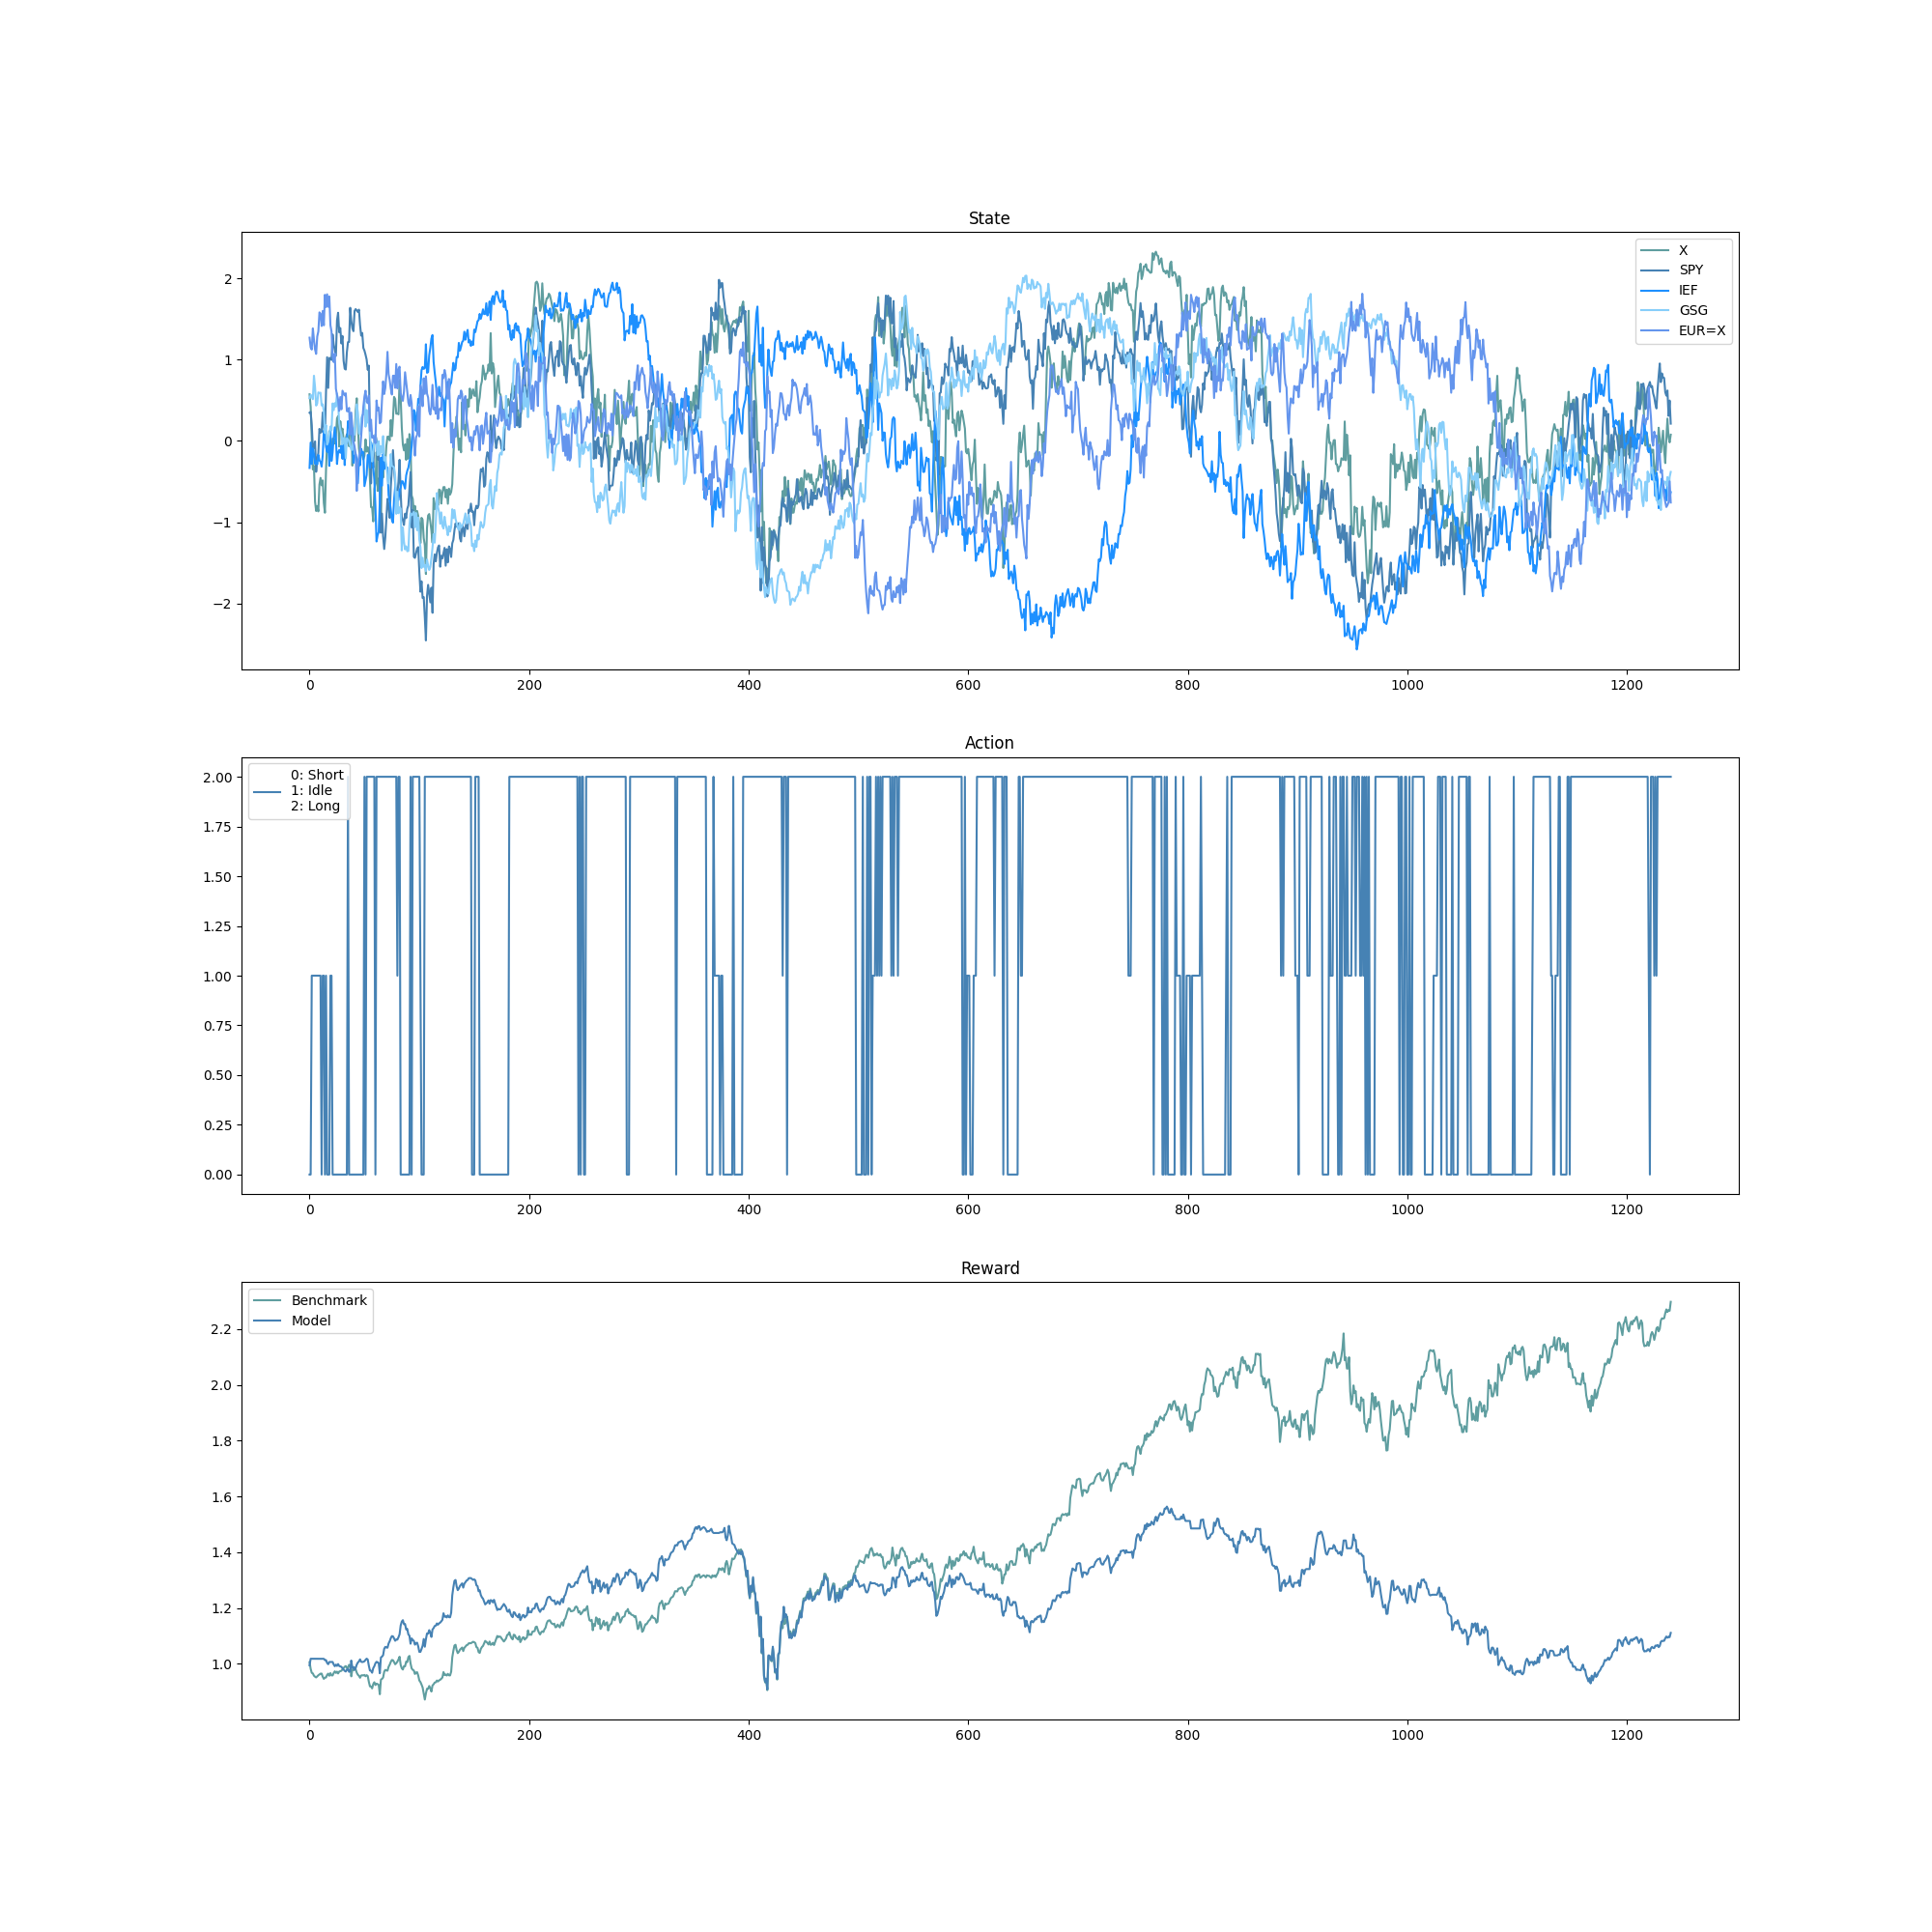 State
X
SPY
IEF
GSG
EUR=X
2
1
0
−1
−2
0 200 400 600 800 1000 1200
Action
0: Short
1: Idle
2: Long
2.00
1.75
1.50
1.25
1.00
0.75
0.50
0.25
0.00
0 200 400 600 800 1000 1200
Reward
Benchmark
Model
2.2
2.0
1.8
1.6
1.4
1.2
1.0
0 200 400 600 800 1000 1200